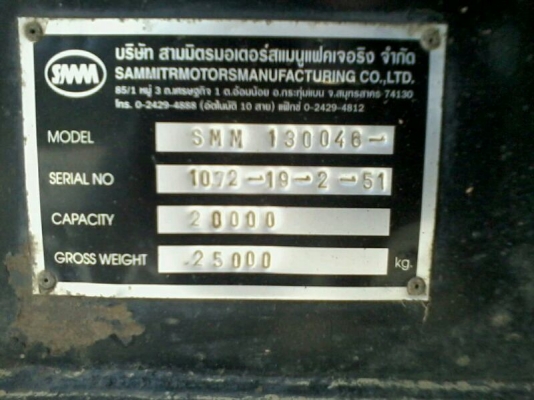 SMM
บริษัท สามมิตรมอเตอร์สแมนูแฟคเจอริง จำกัด
SAMMITRMOTORSMANUFACTURING CO.,LTD.
85/1 หมู่ 3 ถ.เศรษฐกิจ 1 ต.อ้อมน้อย อ.กระทุ่มแบน จ.สมุทรสาคร 74130
โทร. 0-2429-4888 (อัตโนมัติ 10 สาย) แฟ็กซ์ 0-2429-4812
MODEL SMM 130046-
SERIAL NO 1072-19-2-51
CAPACITY 20000
GROSS WEIGHT 25000 kg.